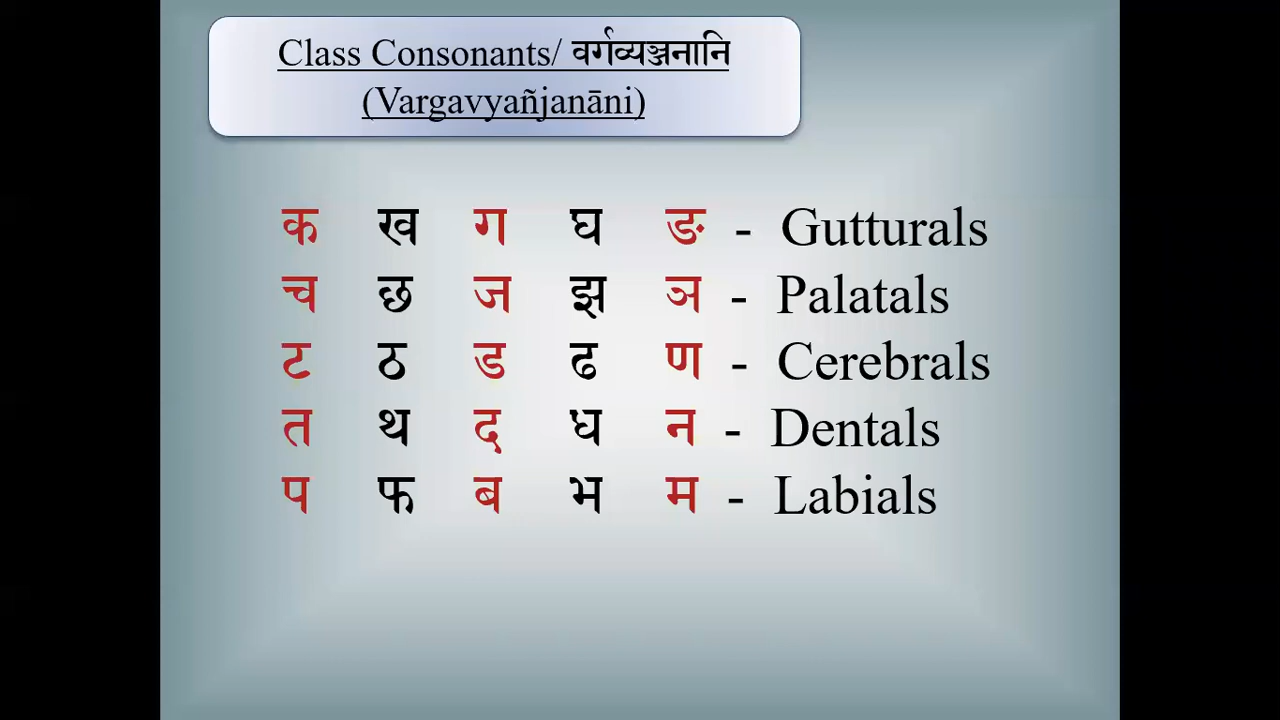 Class Consonants/ वर्गव्यञ्जनानि
(Vargavyañjanāni)
क ख ग घ ङ - Gutturals
च छ ज झ ञ - Palatals
ट ठ ड ढ ण - Cerebrals
त थ द ध न - Dentals
प फ ब भ म - Labials